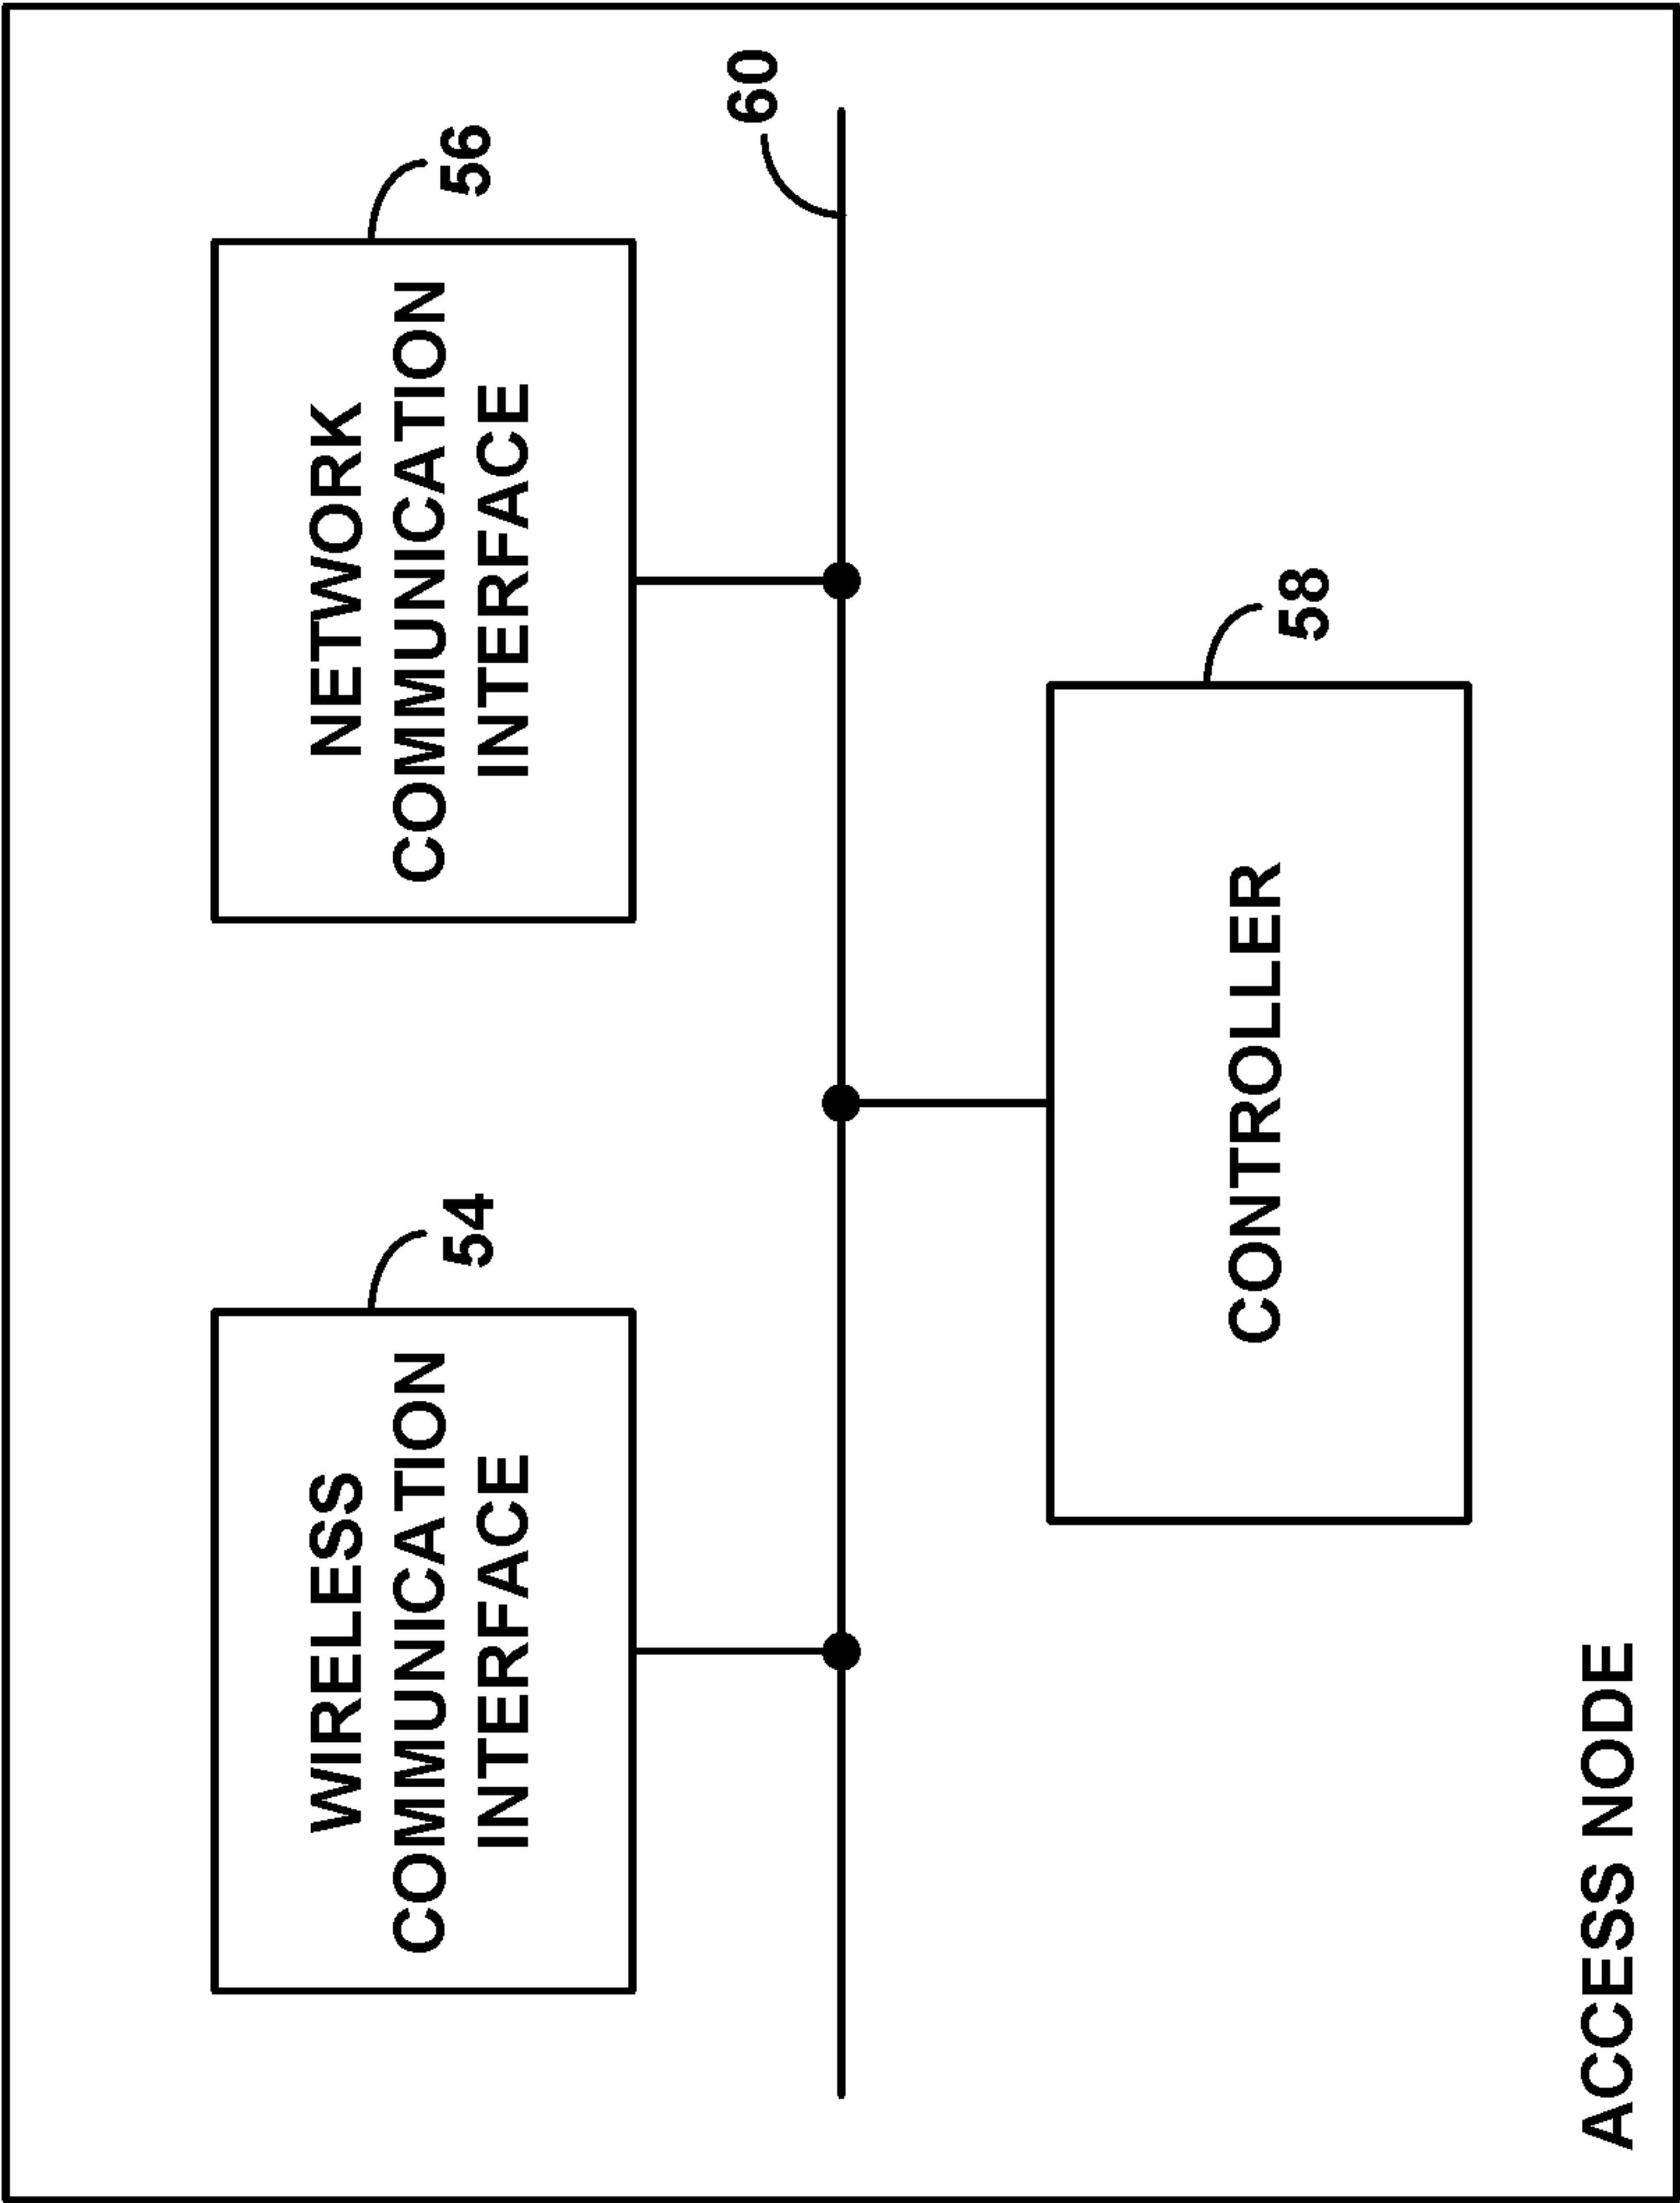 54
WIRELESS
COMMUNICATION
INTERFACE
56
NETWORK
COMMUNICATION
INTERFACE
60
58
CONTROLLER
ACCESS NODE